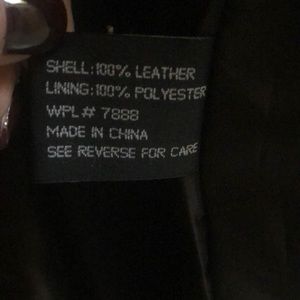 SHELL:100% LEATHER
LINING:100% POLYESTER
WPL# 7888
MADE IN CHINA
SEE REVERSE FOR CARE